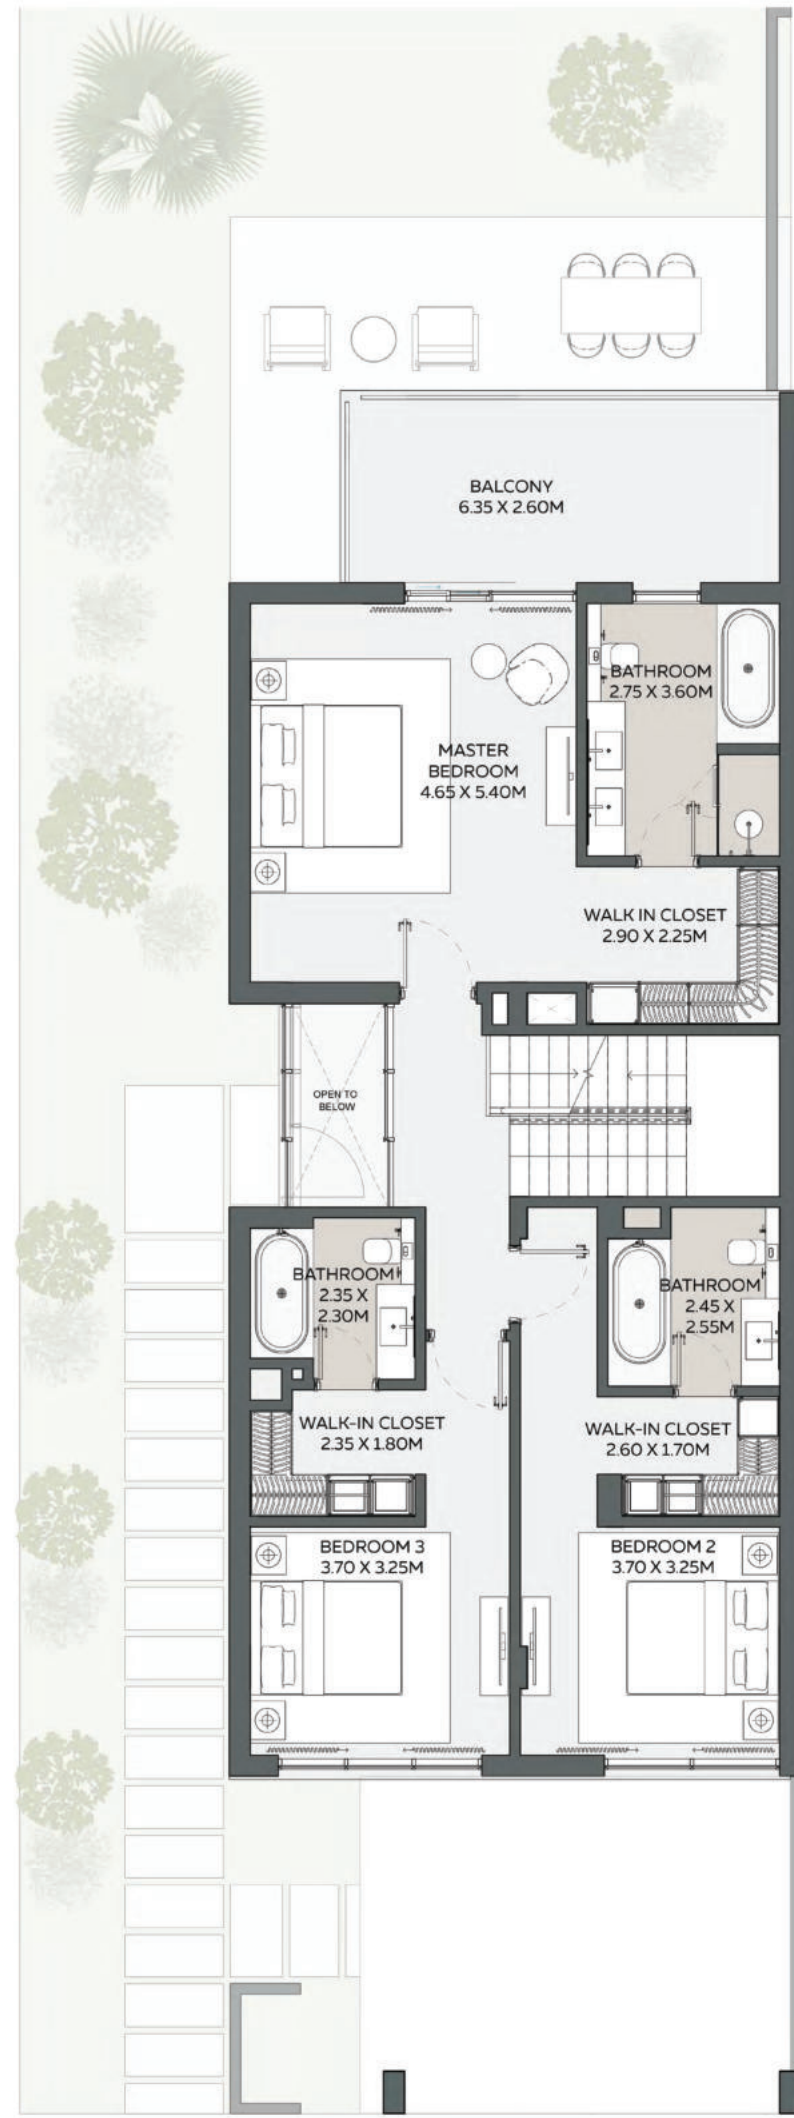 BALCONY
6.35 X 2.60M
BATHROOM
2.75 X 3.60M
MASTER
BEDROOM
4.65 X 5.40M
WALK IN CLOSET
2.90 X 2.25M
OPEN TO
BELOW
BATHROOM
2.35 X
2.30M
BATHROOM
2.45 X
2.55M
WALK-IN CLOSET
2.35 X 1.80M
WALK-IN CLOSET
2.60 X 1.70M
BEDROOM 3
3.70 X 3.25M
BEDROOM 2
3.70 X 3.25M